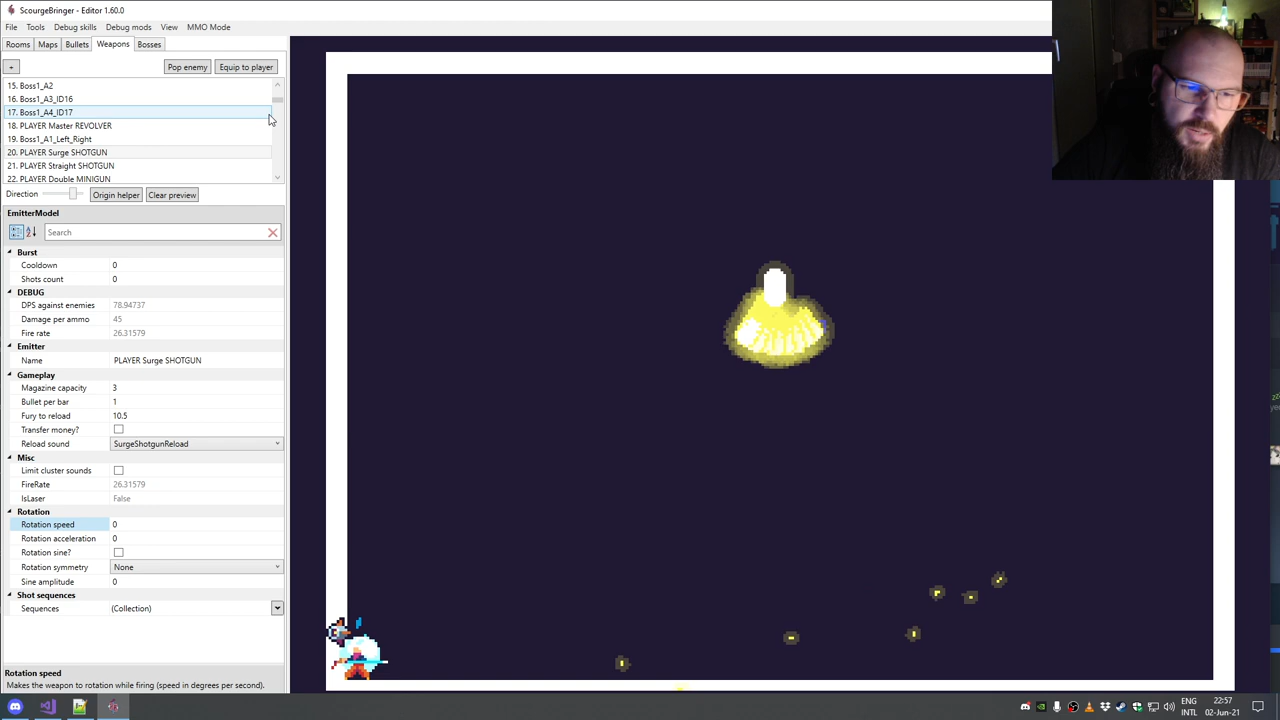 ScourgeBringer - Editor 1.60.0
File Tools Debug skills Debug modes View MMO Mode
Rooms Maps Bullets Weapons Bosses
+ Pop enemy Equip to player
15. Boss1_A2
16. Boss1_A3_ID16
17. Boss1_A4_ID17
18. PLAYER Master REVOLVER
19. Boss1_A1_Left_Right
20. PLAYER Surge SHOTGUN
21. PLAYER Straight SHOTGUN
22. PLAYER Double MINIGUN
Direction Origin helper Clear preview
EmitterModel
Search
Burst
Cooldown 0
Shots count 0
DEBUG
DPS against enemies 78.94737
Damage per ammo 45
Fire rate 26.31579
Emitter
Name PLAYER Surge SHOTGUN
Gameplay
Magazine capacity 3
Bullet per bar 1
Fury to reload 10.5
Transfer money?
Reload sound SurgeShotgunReload
Misc
Limit cluster sounds
FireRate 26.31579
IsLaser False
Rotation
Rotation speed 0
Rotation acceleration 0
Rotation sine?
Rotation symmetry None
Sine amplitude 0
Shot sequences
Sequences (Collection)
Rotation speed
Makes the weapon to rotation while firing (speed in degrees per second).
ENG 22:57
INTL 02-Jun-21